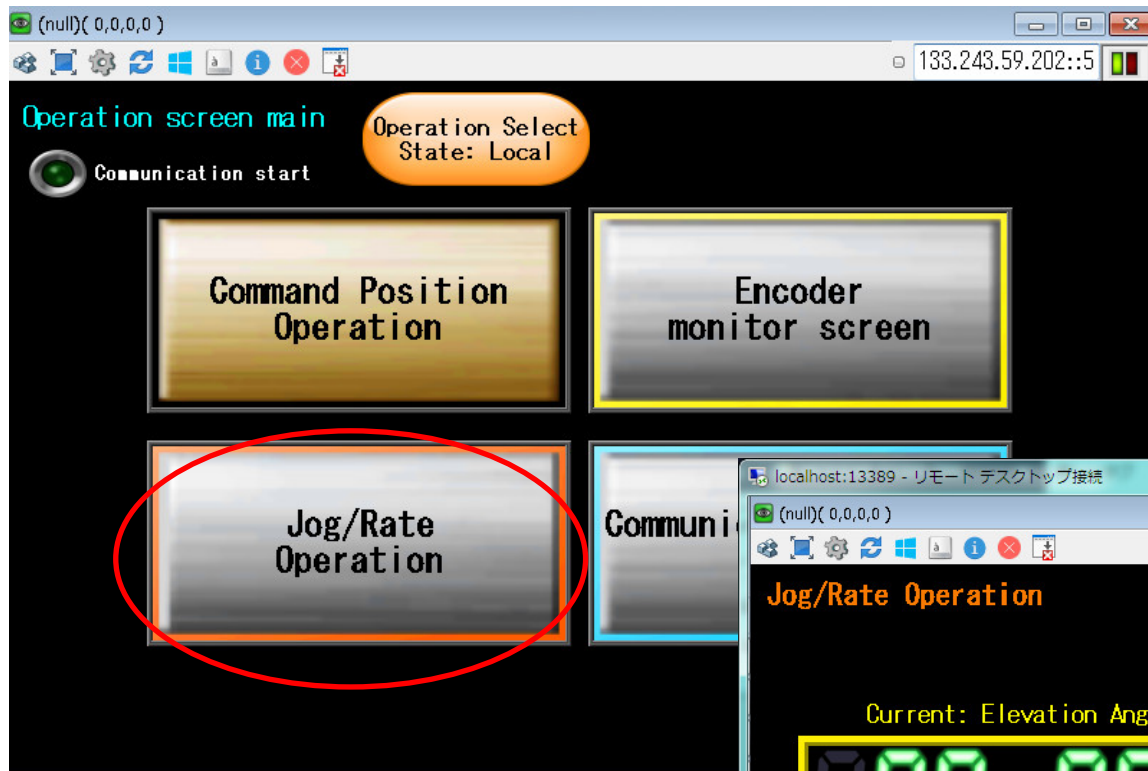 (null)( 0,0,0,0 )
133.243.59.202::5
Operation screen main
Operation Select
State: Local
Communication start
Command Position
Operation
Encoder
monitor screen
Jog/Rate
Operation
Communi
localhost:13389 - リモート デスクトップ接続
(null)( 0,0,0,0 )
Jog/Rate Operation
Current: Elevation Ang